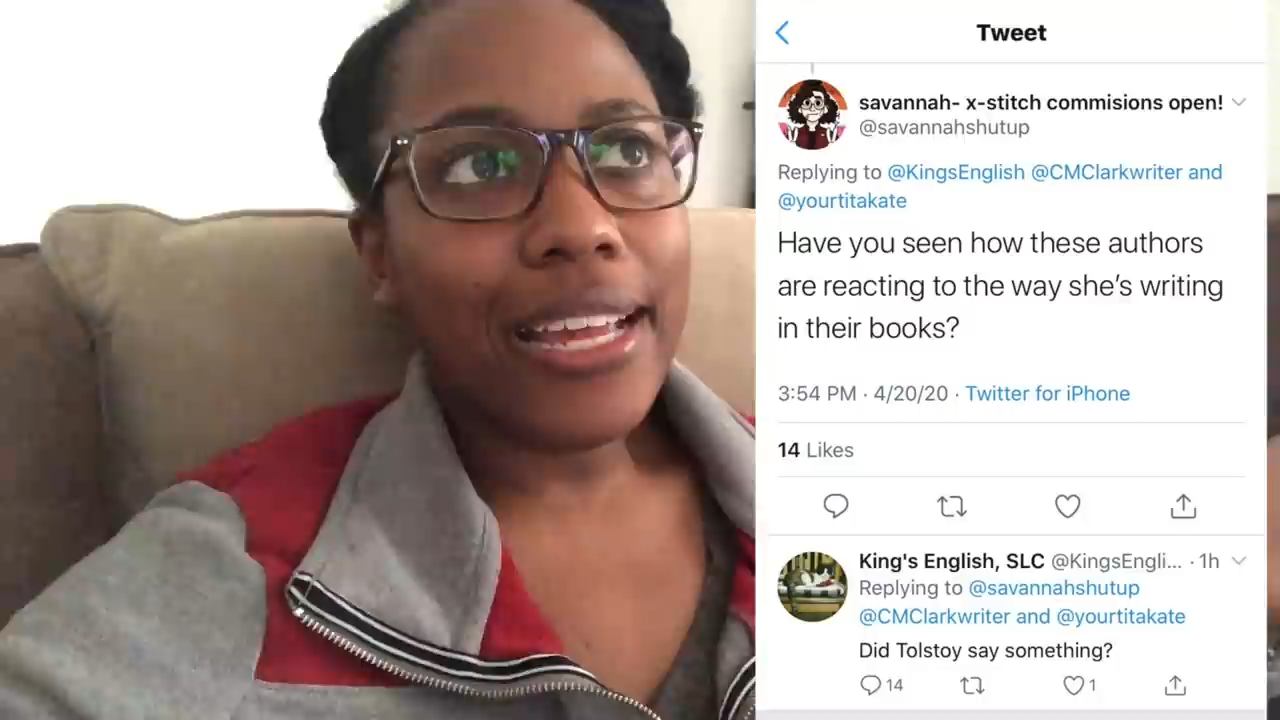 Tweet
savannah- x-stitch commisions open!
@savannahshutup
Replying to @KingsEnglish @CMClarkwriter and
@yourtitakate
Have you seen how these authors
are reacting to the way she's writing
in their books?
3:54 PM · 4/20/20 · Twitter for iPhone
14 Likes
King's English, SLC @KingsEngli... · 1h
Replying to @savannahshutup
@CMClarkwriter and @yourtitakate
Did Tolstoy say something?
14 1